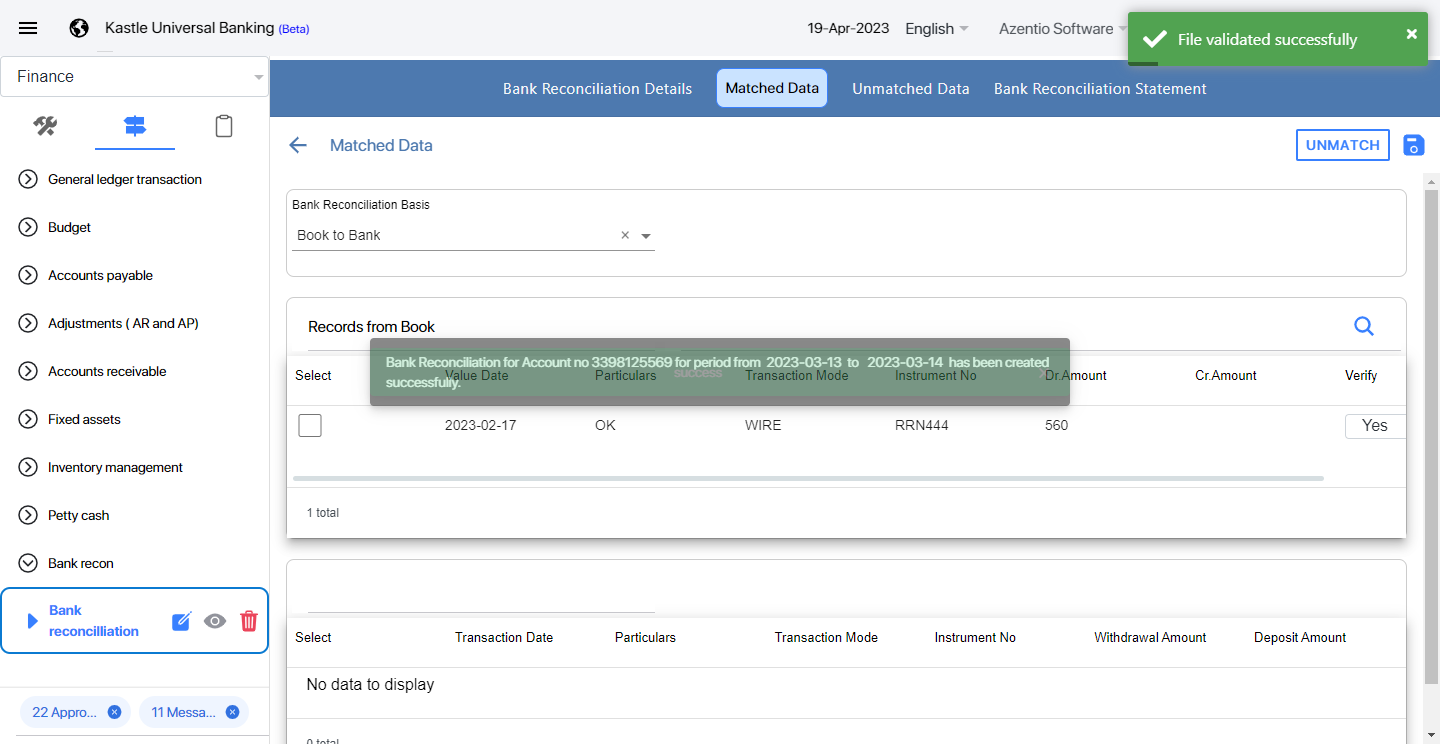 Kastle Universal Banking (Beta)
19-Apr-2023
English
Azentio Software
File validated successfully
Finance
Bank Reconciliation Details
Matched Data
Unmatched Data
Bank Reconciliation Statement
Matched Data
UNMATCH
General ledger transaction
Budget
Accounts payable
Adjustments ( AR and AP)
Accounts receivable
Fixed assets
Inventory management
Petty cash
Bank recon
Bank
reconcilliation
22 Appro...
11 Messa...
Bank Reconciliation Basis
Book to Bank
Records from Book
Bank Reconciliation for Account no 3398125569 for period from 2023-03-13 to 2023-03-14 has been created
successfully.
success
Select Value Date Particulars Transaction Mode Instrument No Dr.Amount Cr.Amount Verify
2023-02-17 OK WIRE RRN444 560 Yes
1 total
Select Transaction Date Particulars Transaction Mode Instrument No Withdrawal Amount Deposit Amount
No data to display
0 total